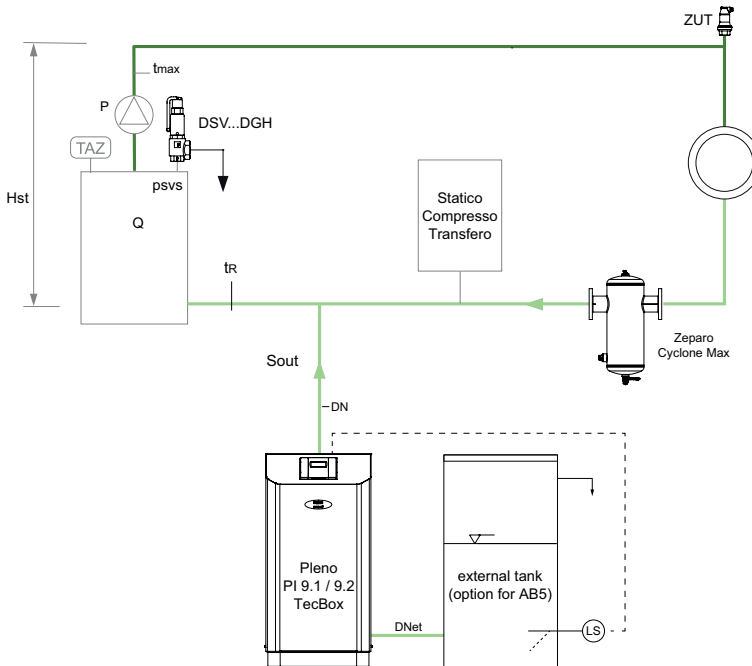 ZUT
tmax
P
DSV...DGH
TAZ
psvs
Hst
Q
Statico
Compresso
Transfero
tR
Zeparo
Cyclone Max
Sout
DN
Pleno
PI 9.1 / 9.2
TecBox
external tank
(option for AB5)
DNet
LS